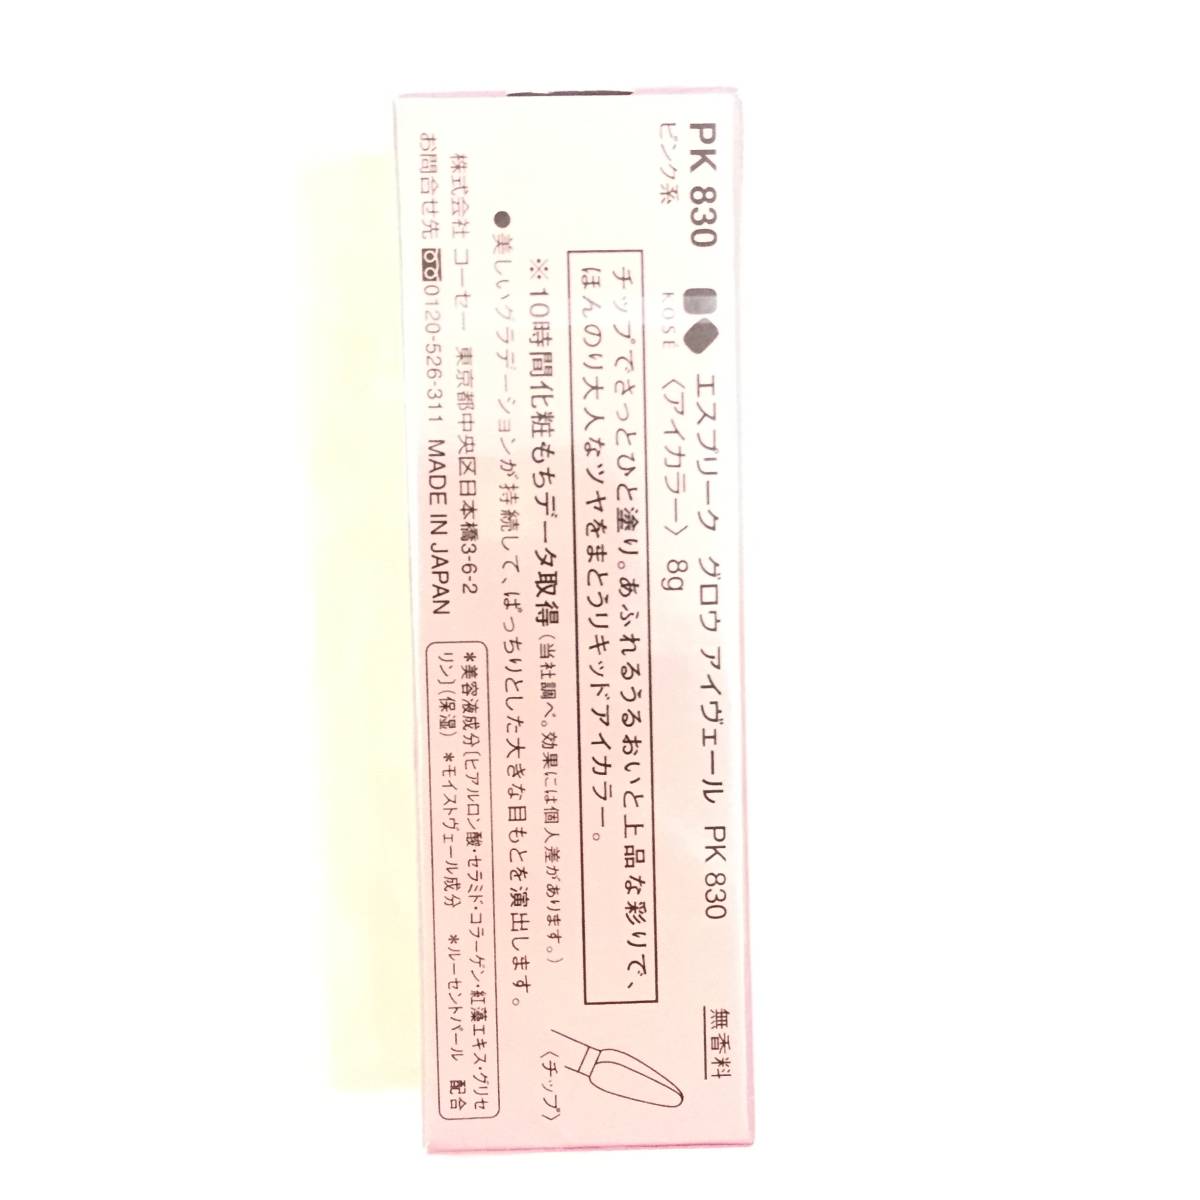 PK 830
ピンク系
KOSÉ
エスプリーク グロウ アイヴェール PK 830
〈アイカラー〉 8g
無香料
チップでさっとひと塗り。あふれるうるおいと上品な彩りで、
ほんのり大人なツヤをまとうリキッドアイカラー。
※10時間化粧もちデータ取得(当社調べ。効果には個人差があります。)
●美しいグラデーションが持続して、ぱっちりとした大きな目もとを演出します。
〈チップ〉
株式会社 コーセー 東京都中央区日本橋3-6-2
お問合せ先 0120-526-311 MADE IN JAPAN
*美容液成分〔ヒアルロン酸・セラミド・コラーゲン・紅藻エキス・グリセ
リン〕(保湿) *モイストヴェール成分 *ルーセントパール 配合